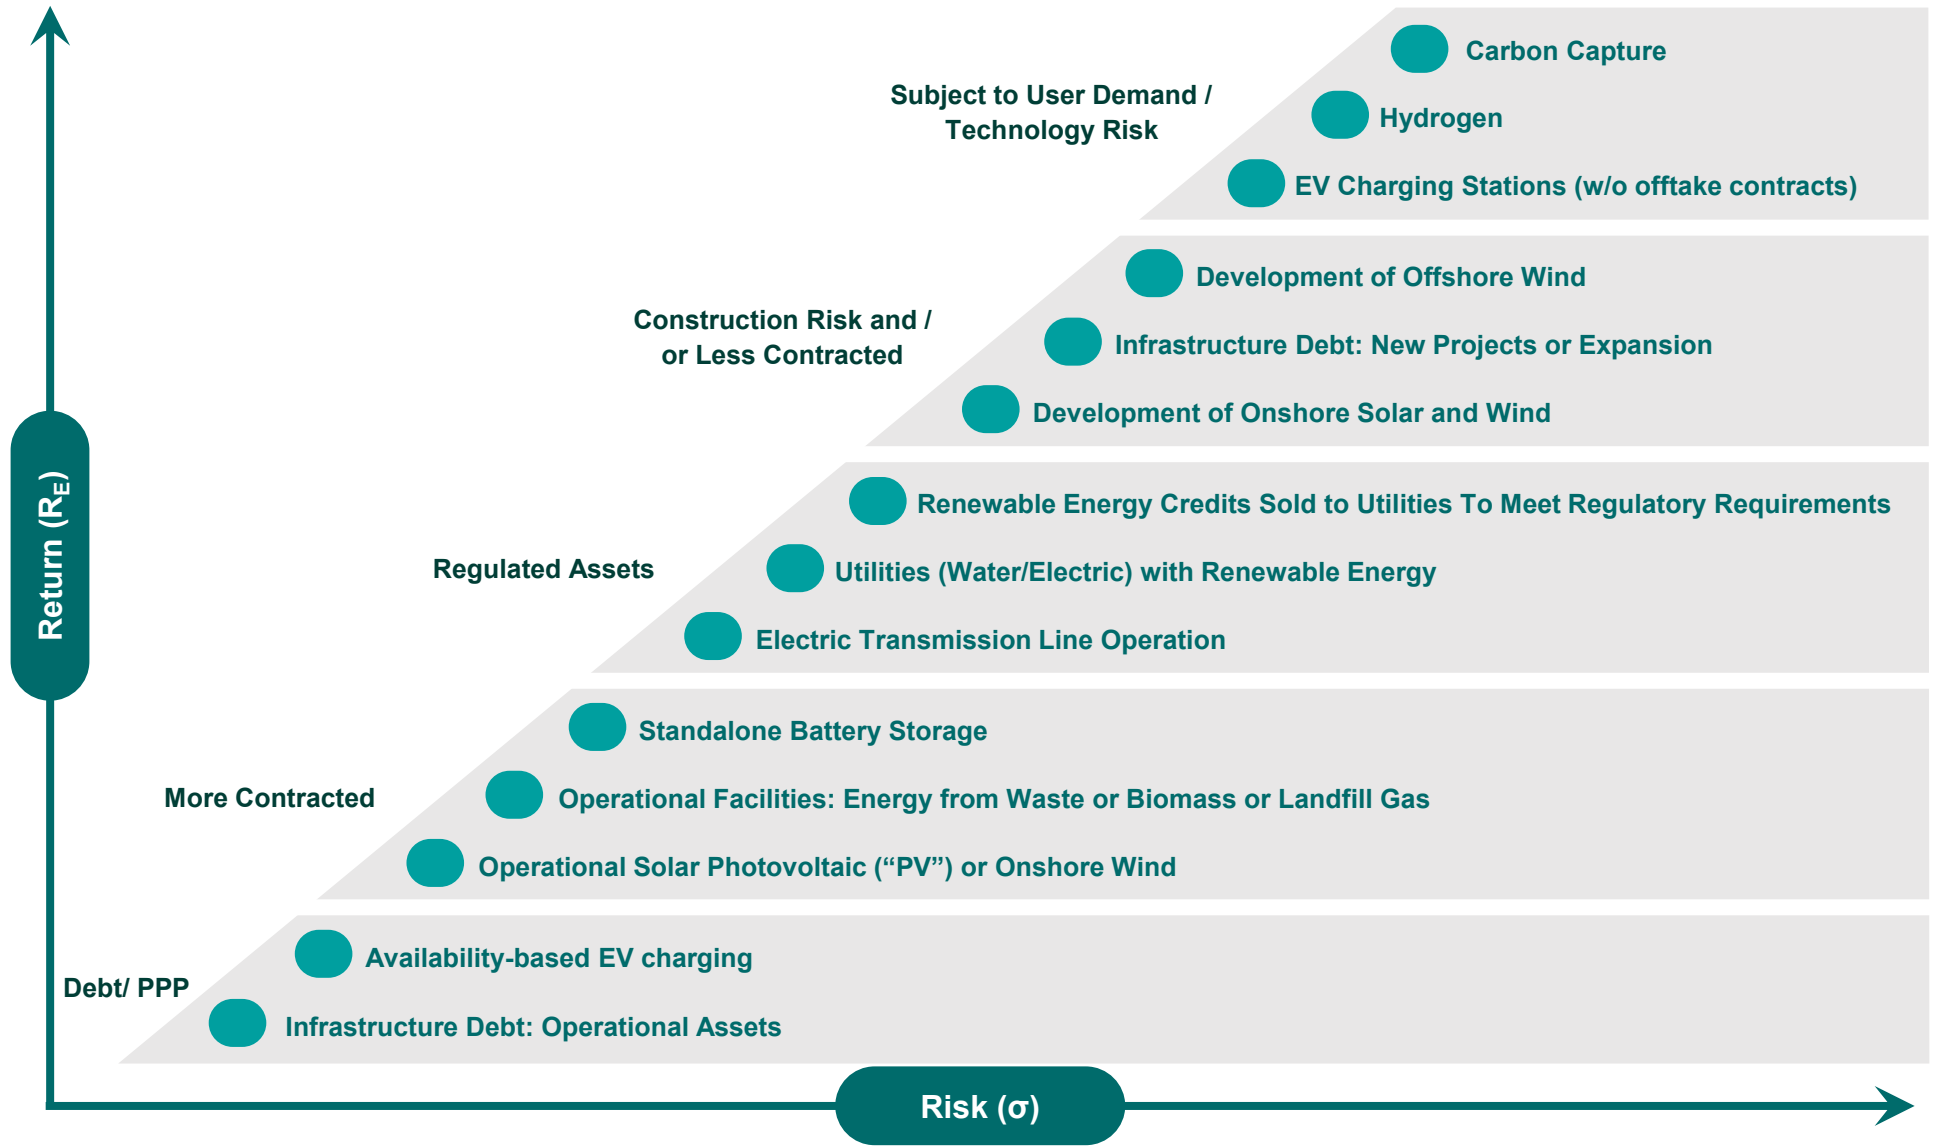 Carbon Capture
Subject to User Demand /
Technology Risk
Hydrogen
EV Charging Stations (w/o offtake contracts)
Development of Offshore Wind
Construction Risk and /
or Less Contracted
Infrastructure Debt: New Projects or Expansion
Development of Onshore Solar and Wind
Return (RE)
Renewable Energy Credits Sold to Utilities To Meet Regulatory Requirements
Regulated Assets
Utilities (Water/Electric) with Renewable Energy
Electric Transmission Line Operation
Standalone Battery Storage
More Contracted
Operational Facilities: Energy from Waste or Biomass or Landfill Gas
Operational Solar Photovoltaic (“PV”) or Onshore Wind
Availability-based EV charging
Debt/ PPP
Infrastructure Debt: Operational Assets
Risk (σ)